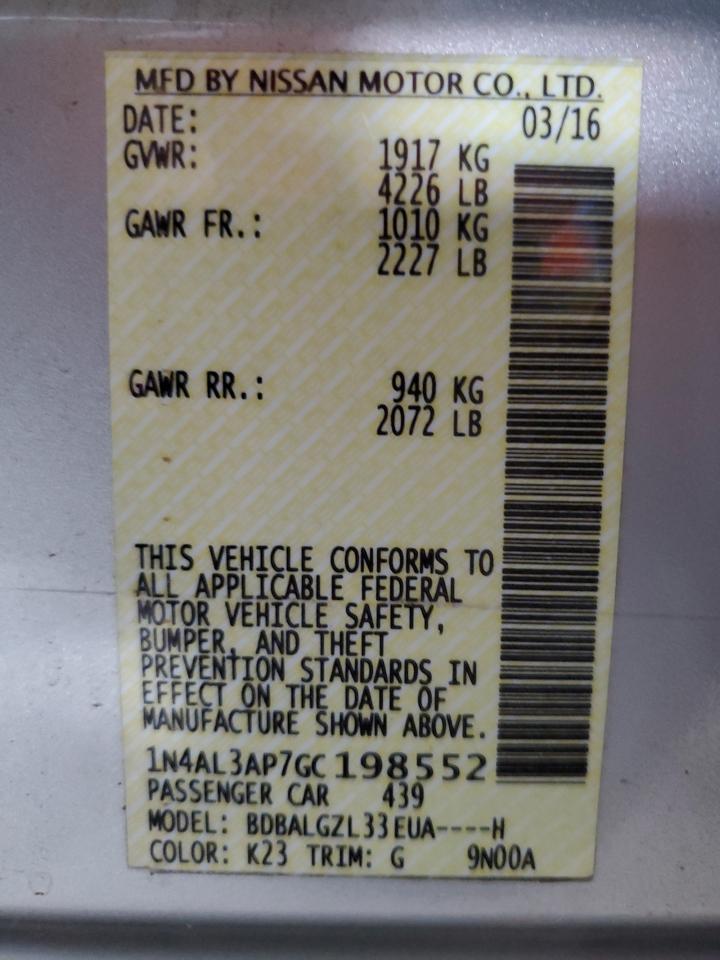 MFD BY NISSAN MOTOR CO., LTD.
DATE: 03/16
GVWR: 1917 KG
4226 LB
GAWR FR.: 1010 KG
2227 LB
GAWR RR.: 940 KG
2072 LB
THIS VEHICLE CONFORMS TO
ALL APPLICABLE FEDERAL
MOTOR VEHICLE SAFETY,
BUMPER, AND THEFT
PREVENTION STANDARDS IN
EFFECT ON THE DATE OF
MANUFACTURE SHOWN ABOVE.
1N4AL3AP7GC198552
PASSENGER CAR 439
MODEL: BDBALGZL33EUA----H
COLOR: K23 TRIM: G 9N00A